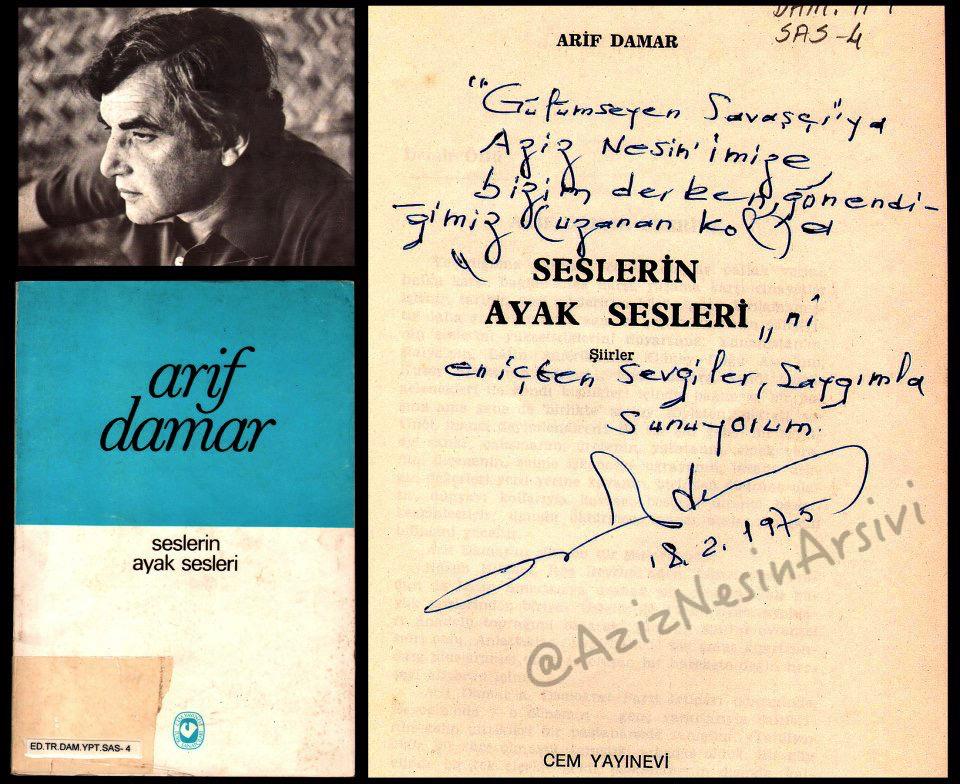 arif
damar
seslerin
ayak sesleri
ED.TR.DAM.YPT.SAS-4
DAM.
SAS-4
ARİF DAMAR
"Gülümseyen Savaşçı"ya
Aziz Nesin'imize
bizim derken, gönendi-
ğimiz (uzanan kol)a
" SESLERİN
AYAK SESLERİ " ni
Şiirler
en içten sevgiler, saygımla
sunuyorum.
18.2.1975
@AzizNesinArsivi
CEM YAYINEVİ